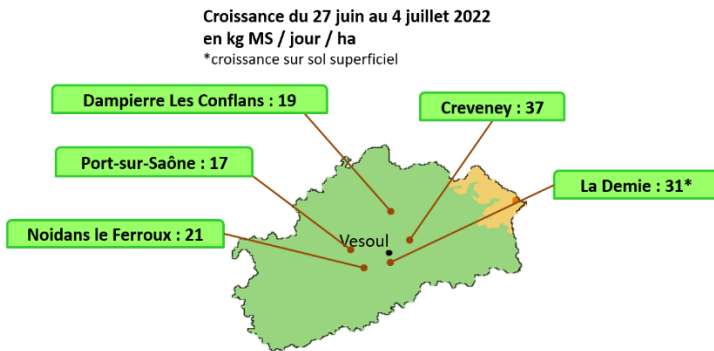 Croissance du 27 juin au 4 juillet 2022
en kg MS / jour / ha
*croissance sur sol superficiel
Dampierre Les Conflans : 19
Creveney : 37
Port-sur-Saône : 17
La Demie : 31*
Noidans le Ferroux : 21
Vesoul